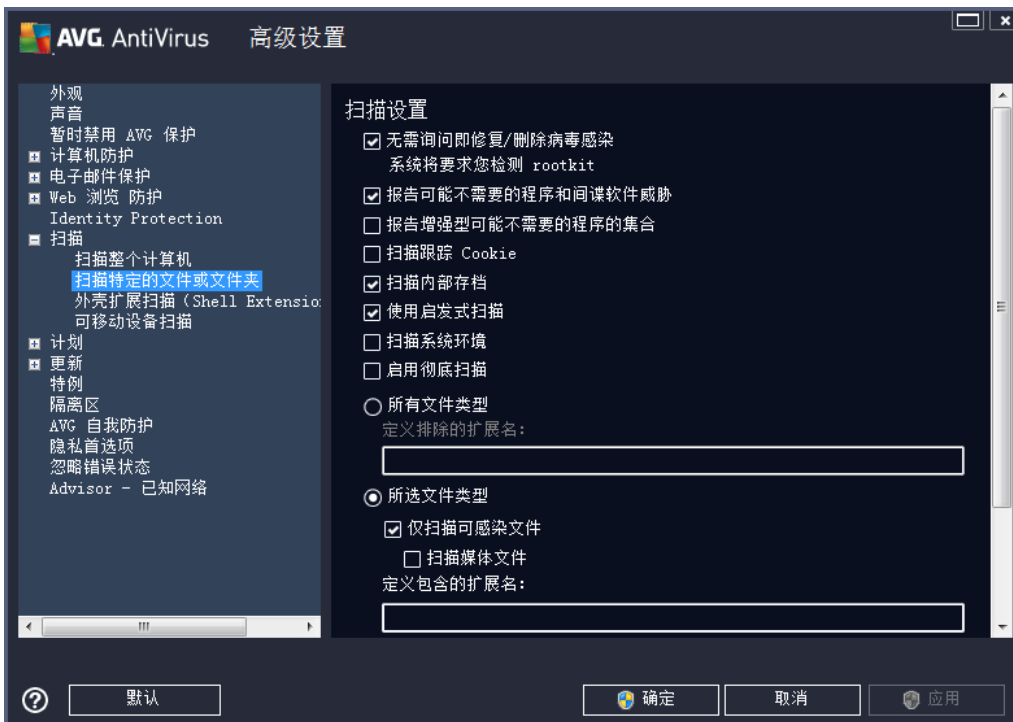 AVG AntiVirus 高级设置
外观
声音
暂时禁用 AVG 保护
计算机防护
电子邮件保护
Web 浏览 防护
Identity Protection
扫描
扫描整个计算机
扫描特定的文件或文件夹
外壳扩展扫描（Shell Extensio
可移动设备扫描
计划
更新
特例
隔离区
AVG 自我防护
隐私首选项
忽略错误状态
Advisor - 已知网络
扫描设置
无需询问即修复/删除病毒感染
系统将要求您检测 rootkit
报告可能不需要的程序和间谍软件威胁
报告增强型可能不需要的程序的集合
扫描跟踪 Cookie
扫描内部存档
使用启发式扫描
扫描系统环境
启用彻底扫描
所有文件类型
定义排除的扩展名：
所选文件类型
仅扫描可感染文件
扫描媒体文件
定义包含的扩展名：
默认
确定
取消
应用